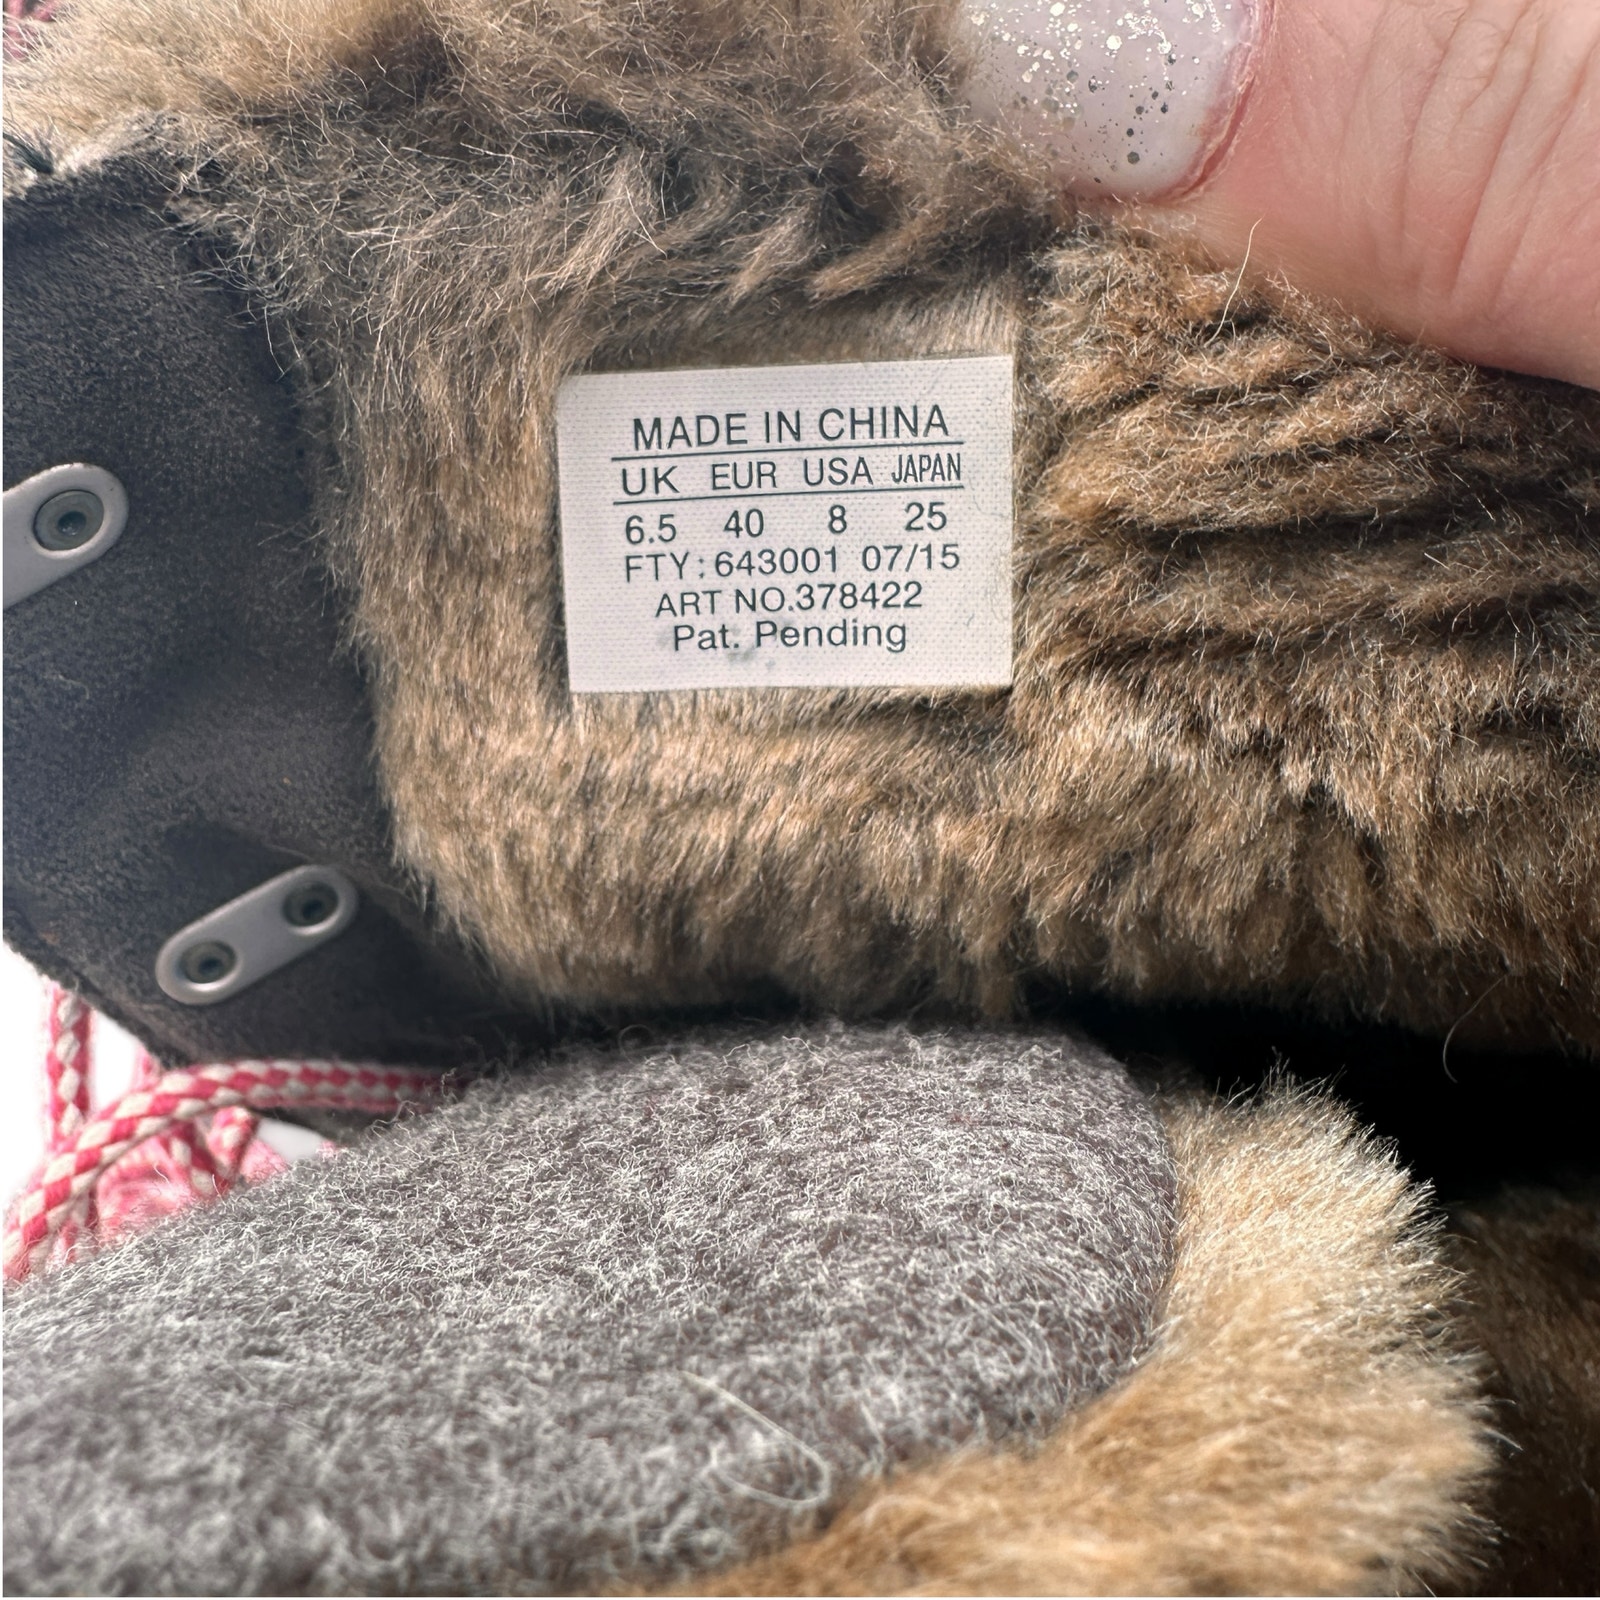 MADE IN CHINA
UK EUR USA JAPAN
6.5 40 8 25
FTY: 643001 07/15
ART NO.378422
Pat. Pending